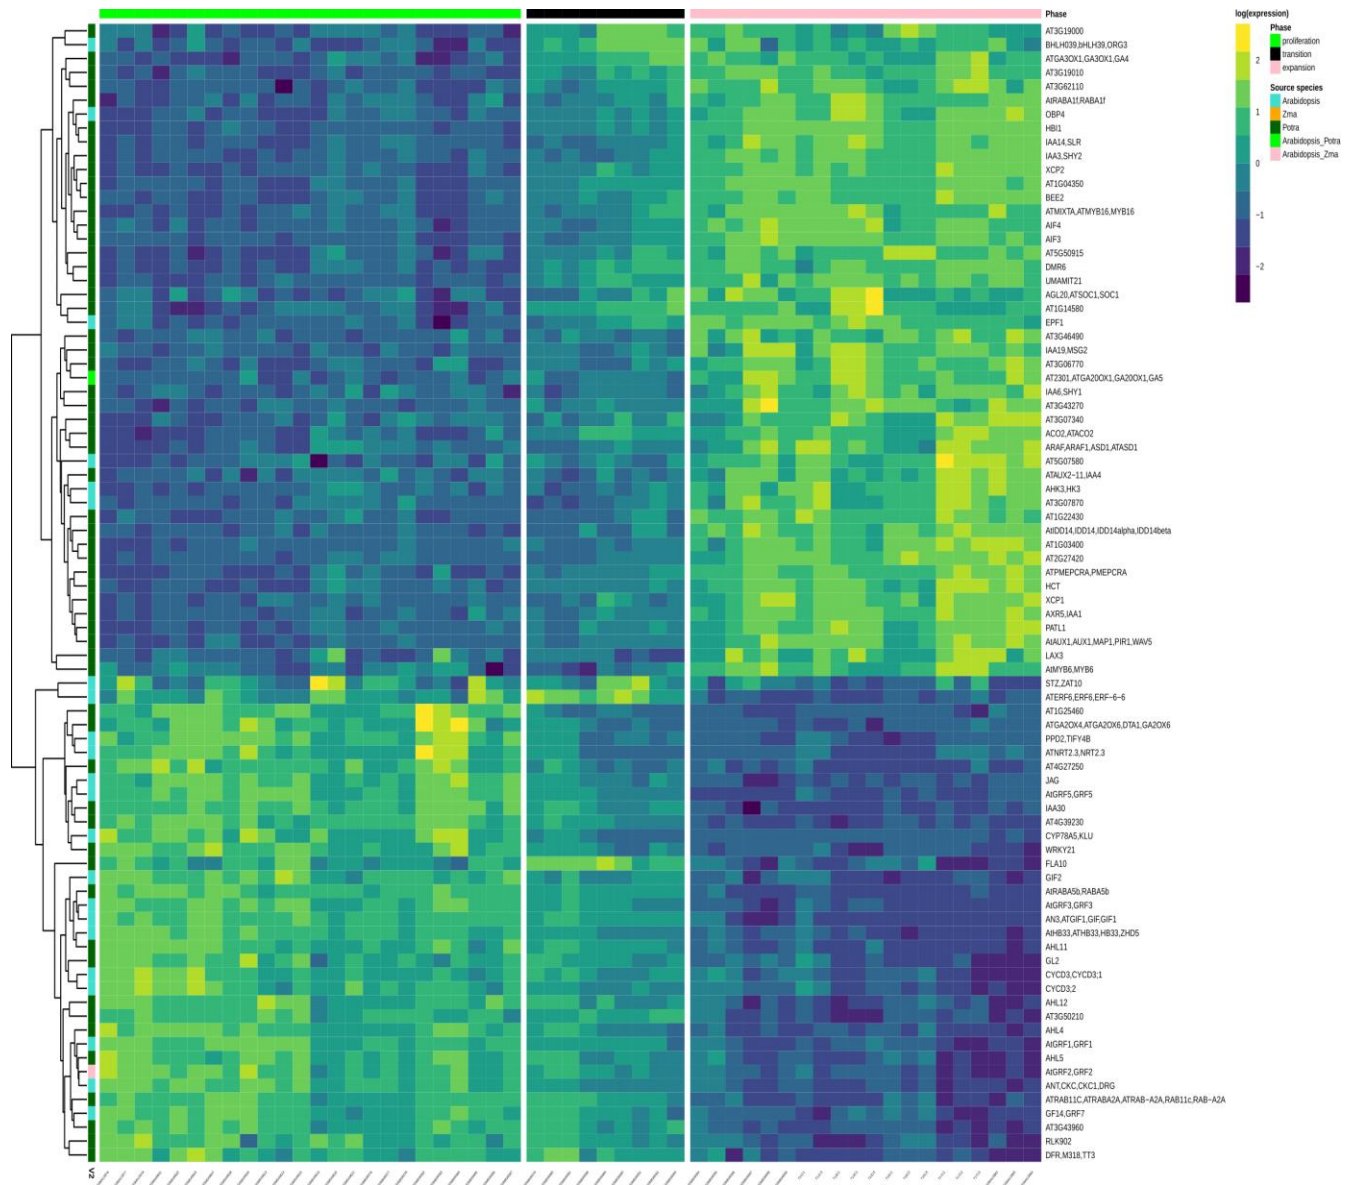 Phase
AT3G19000
BHLH039,bHLH39,ORG3
ATGA3OX1,GA3OX1,GA4
AT3G19010
AT3G62110
AtRABA1f,RABA1f
OBP4
HBI1
IAA14,SLR
IAA3,SHY2
XCP2
AT1G04350
BEE2
ATMIXTA,ATMYB16,MYB16
AIF4
AIF3
AT5G50915
DMR6
UMAMIT21
AGL20,ATSOC1,SOC1
AT1G14580
EPF1
AT3G46490
IAA19,MSG2
AT3G06770
AT2301,ATGA20OX1,GA20OX1,GA5
IAA6,SHY1
AT3G43270
AT3G07340
ACO2,ATACO2
ARAF,ARAF1,ASD1,ATASD1
AT5G07580
ATAUX2−11,IAA4
AHK3,HK3
AT3G07870
AT1G22430
AtIDD14,IDD14,IDD14alpha,IDD14beta
AT1G03400
AT2G27420
ATPMEPCRA,PMEPCRA
HCT
XCP1
AXR5,IAA1
PATL1
AtAUX1,AUX1,MAP1,PIR1,WAV5
LAX3
AtMYB6,MYB6
STZ,ZAT10
ATERF6,ERF6,ERF−6−6
AT1G25460
ATGA2OX4,ATGA2OX6,DTA1,GA2OX6
PPD2,TIFY4B
ATNRT2.3,NRT2.3
AT4G27250
JAG
AtGRF5,GRF5
IAA30
AT4G39230
CYP78A5,KLU
WRKY21
FLA10
GIF2
AtRABA5b,RABA5b
AtGRF3,GRF3
AN3,ATGIF1,GIF,GIF1
AtHB33,ATHB33,HB33,ZHD5
AHL11
GL2
CYCD3,CYCD3;1
CYCD3;2
AHL12
AT3G50210
AHL4
AtGRF1,GRF1
AHL5
AtGRF2,GRF2
ANT,CKC,CKC1,DRG
ATRAB11C,ATRABA2A,ATRAB−A2A,RAB11c,RAB−A2A
GF14,GRF7
AT3G43960
RLK902
DFR,M318,TT3
V2
log(expression)
2
1
0
−1
−2
Phase
proliferation
transition
expansion
Source species
Arabidopsis
Zma
Potra
Arabidopsis_Potra
Arabidopsis_Zma